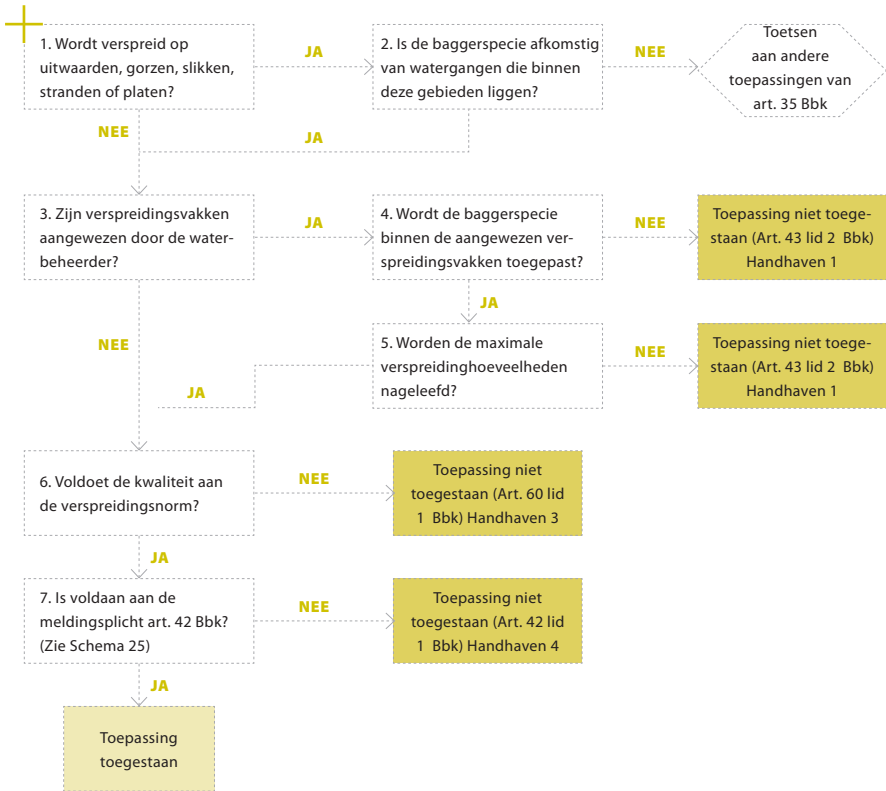 1. Wordt verspreid op
uitwaarden, gorzen, slikken,
stranden of platen?
JA
2. Is de baggerspecie afkomstig
van watergangen die binnen
deze gebieden liggen?
NEE
Toetsen
aan andere
toepassingen van
art. 35 Bbk
NEE
JA
3. Zijn verspreidingsvakken
aangewezen door de water-
beheerder?
JA
4. Wordt de baggerspecie
binnen de aangewezen ver-
spreidingsvakken toegepast?
NEE
Toepassing niet toege-
staan (Art. 43 lid 2 Bbk)
Handhaven 1
JA
NEE
5. Worden de maximale
verspreidinghoeveelheden
nageleefd?
NEE
Toepassing niet toege-
staan (Art. 43 lid 2 Bbk)
Handhaven 1
JA
6. Voldoet de kwaliteit aan
de verspreidingsnorm?
NEE
Toepassing niet
toegestaan (Art. 60 lid
1 Bbk) Handhaven 3
JA
7. Is voldaan aan de
meldingsplicht art. 42 Bbk?
(Zie Schema 25)
NEE
Toepassing niet
toegestaan (Art. 42 lid
1 Bbk) Handhaven 4
JA
Toepassing
toegestaan